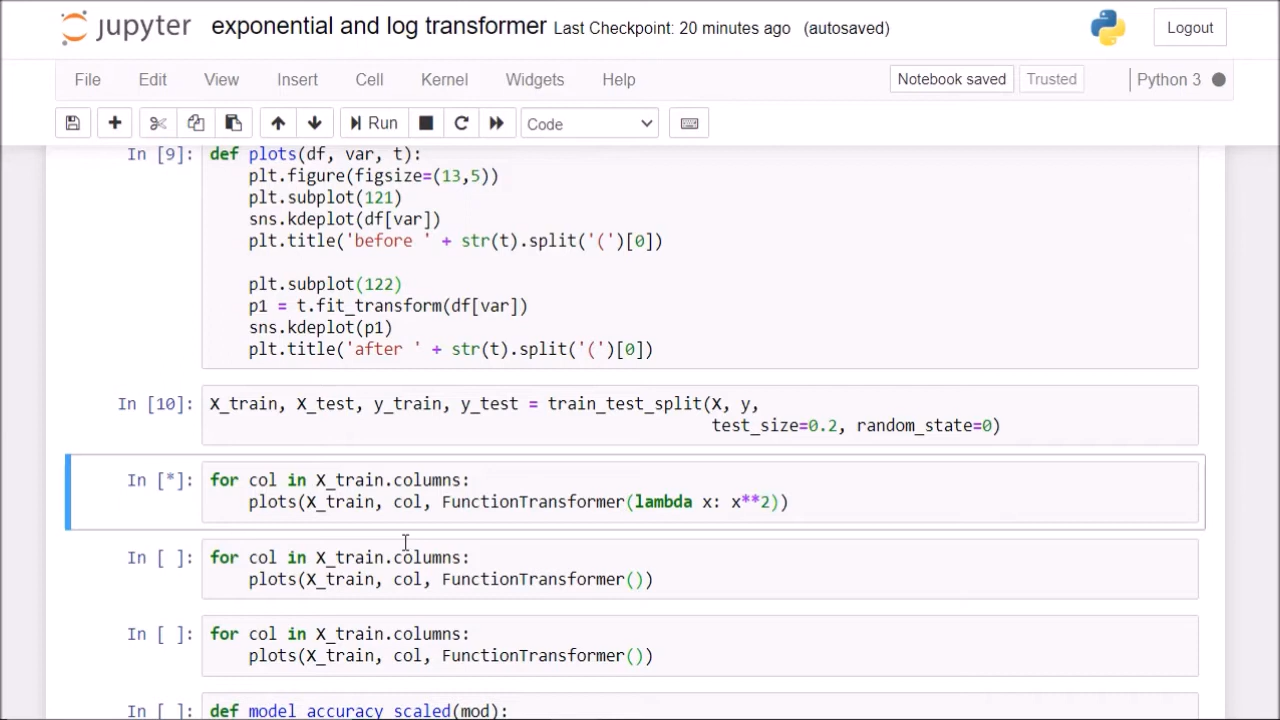 jupyter exponential and log transformer Last Checkpoint: 20 minutes ago (autosaved) Logout
File Edit View Insert Cell Kernel Widgets Help Notebook saved Trusted Python 3
Run Code
In [9]: def plots(df, var, t):
plt.figure(figsize=(13,5))
plt.subplot(121)
sns.kdeplot(df[var])
plt.title('before ' + str(t).split('(')[0])
plt.subplot(122)
p1 = t.fit_transform(df[var])
sns.kdeplot(p1)
plt.title('after ' + str(t).split('(')[0])
In [10]: X_train, X_test, y_train, y_test = train_test_split(X, y,
test_size=0.2, random_state=0)
In [*]: for col in X_train.columns:
plots(X_train, col, FunctionTransformer(lambda x: x**2))
In [ ]: for col in X_train.columns:
plots(X_train, col, FunctionTransformer())
In [ ]: for col in X_train.columns:
plots(X_train, col, FunctionTransformer())
In [ ]: def model_accuracy_scaled(mod):